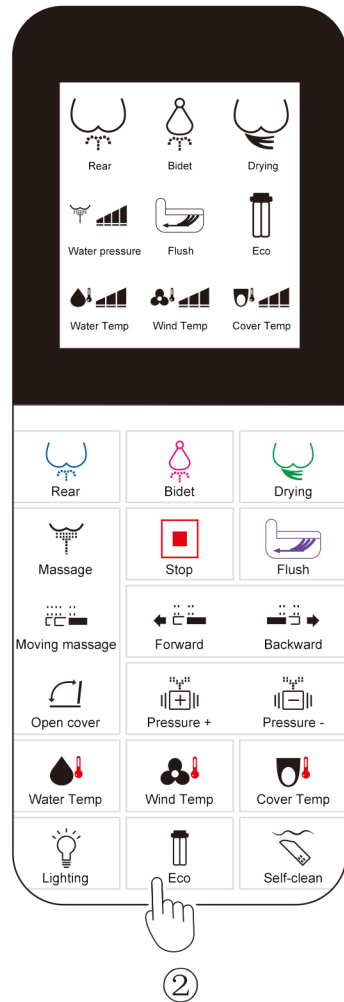 Rear Bidet Drying
Water pressure Flush Eco
Water Temp Wind Temp Cover Temp
Rear Bidet Drying
Massage Stop Flush
Moving massage Forward Backward
Open cover Pressure + Pressure -
Water Temp Wind Temp Cover Temp
Lighting Eco Self-clean
②